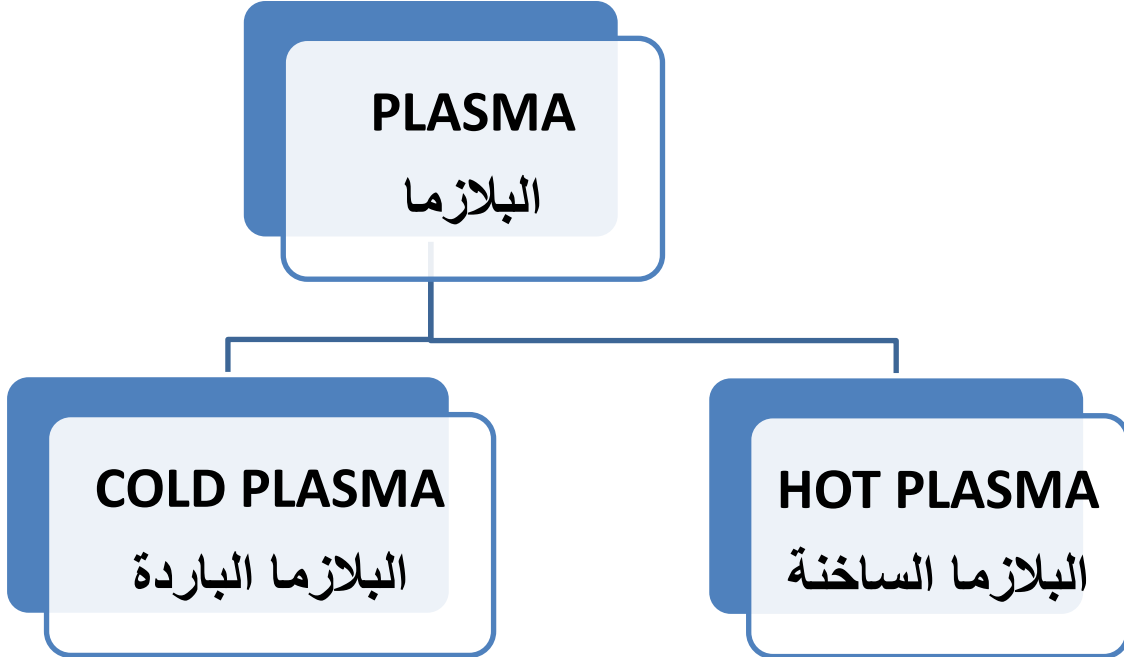 PLASMA
البلازما
COLD PLASMA
البلازما الباردة
HOT PLASMA
البلازما الساخنة